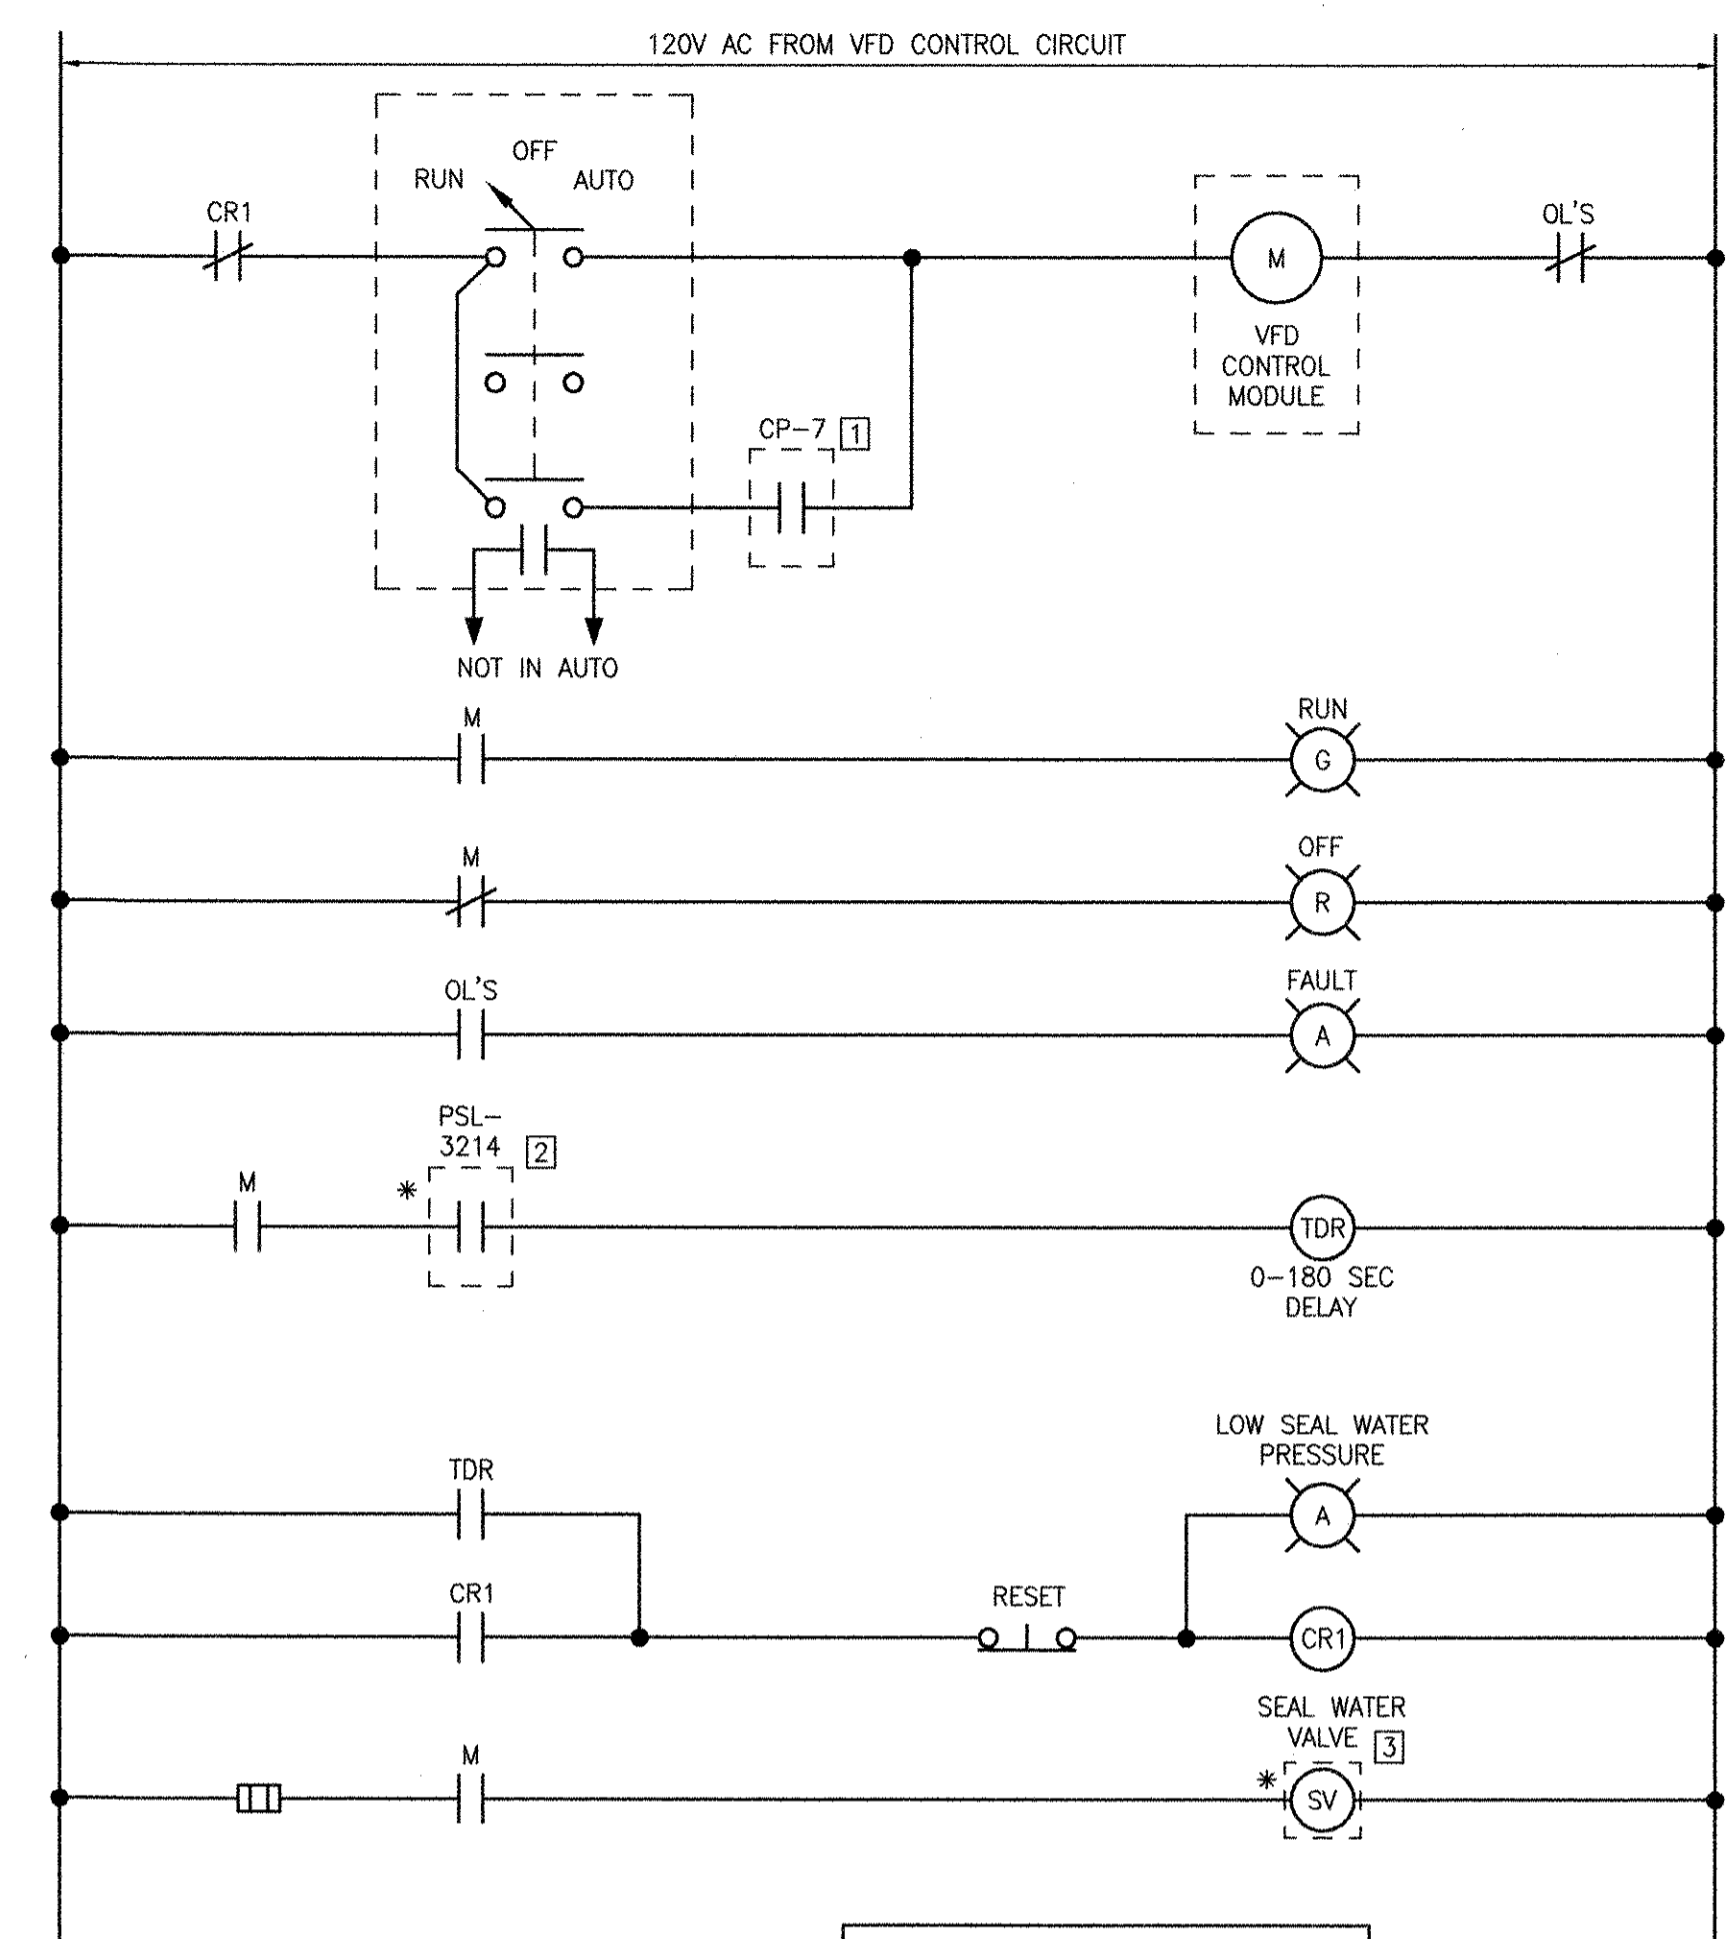 120V AC FROM VFD CONTROL CIRCUIT
OFF
RUN
AUTO
CR1
OL'S
M
VFD
CONTROL
MODULE
CP-7
1
NOT IN AUTO
M
RUN
G
M
OFF
R
OL'S
FAULT
A
PSL-
3214
2
M
*
TDR
0-180 SEC
DELAY
LOW SEAL WATER
PRESSURE
TDR
A
CR1
RESET
CR1
SEAL WATER
VALVE
3
M
*
SV